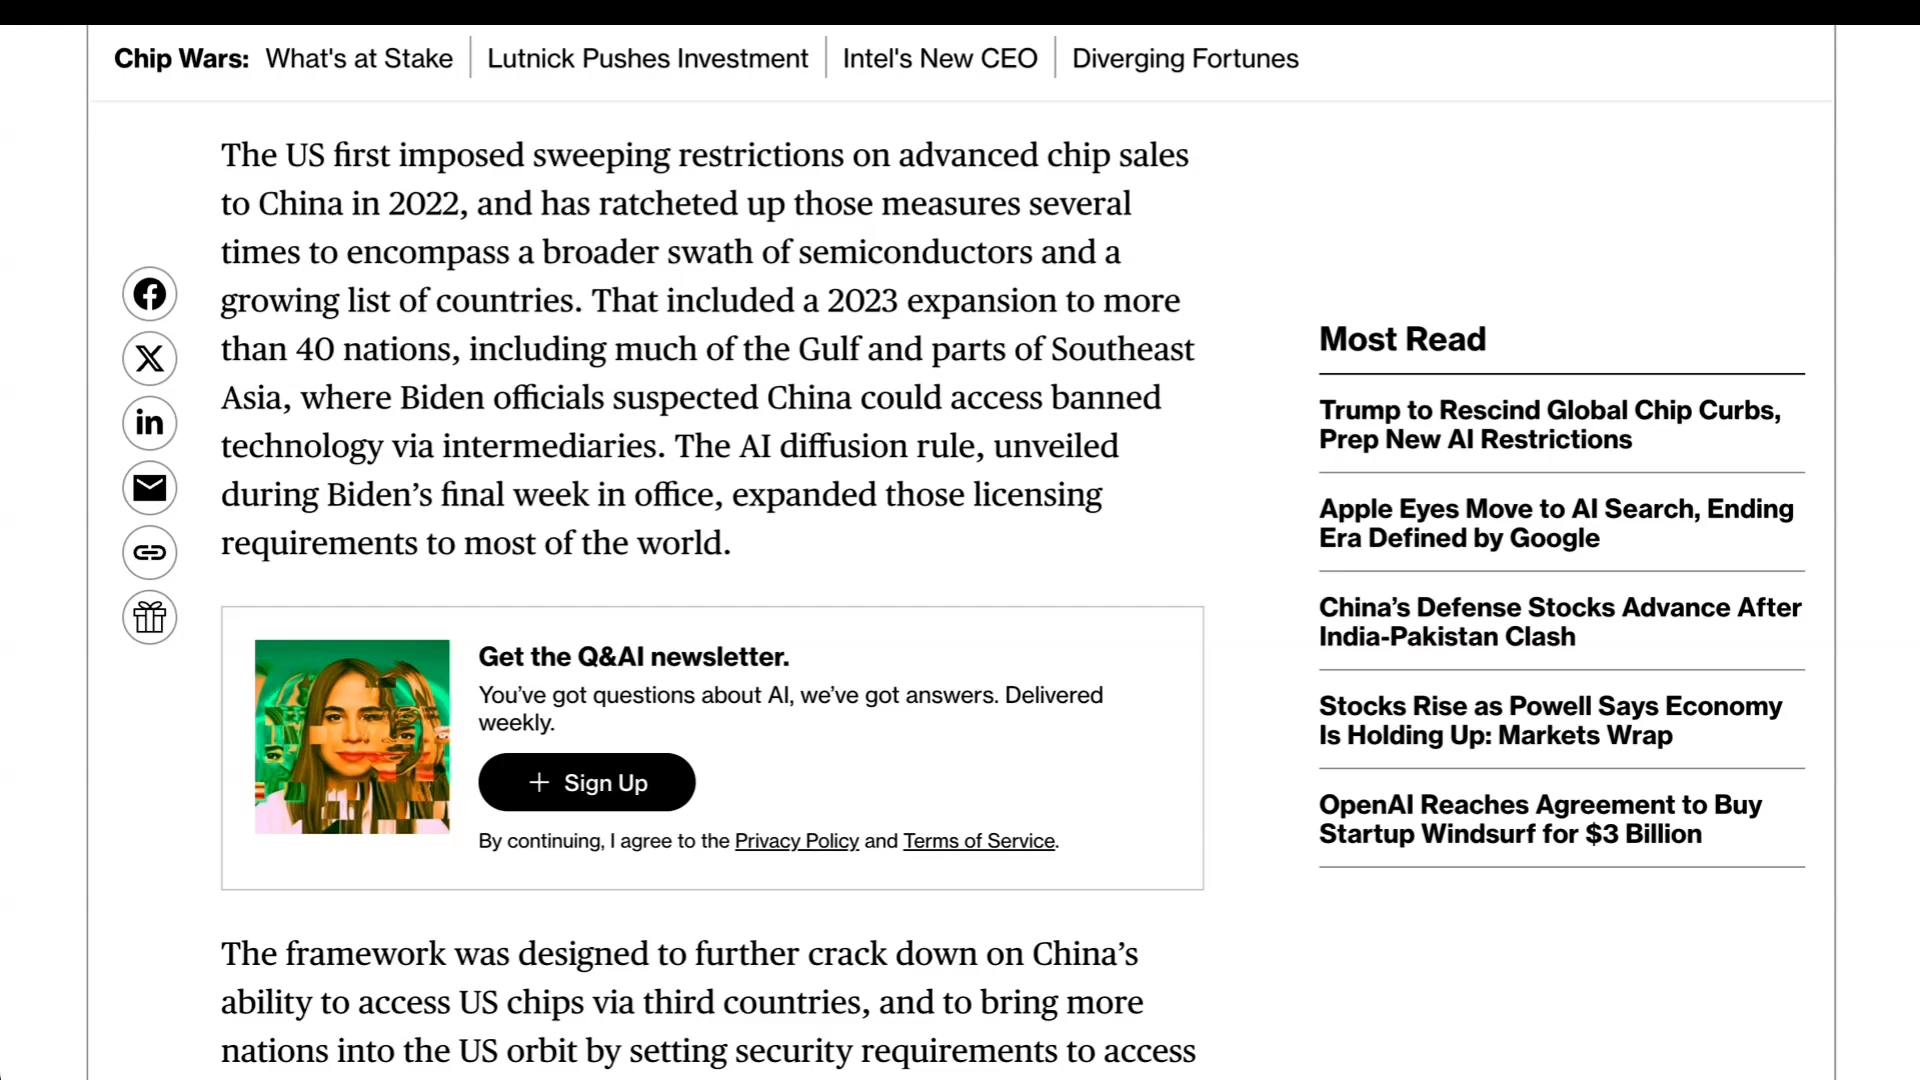 Chip Wars: What's at Stake Lutnick Pushes Investment Intel's New CEO Diverging Fortunes
The US first imposed sweeping restrictions on advanced chip sales
to China in 2022, and has ratcheted up those measures several
times to encompass a broader swath of semiconductors and a
growing list of countries. That included a 2023 expansion to more
than 40 nations, including much of the Gulf and parts of Southeast
Asia, where Biden officials suspected China could access banned
technology via intermediaries. The AI diffusion rule, unveiled
during Biden’s final week in office, expanded those licensing
requirements to most of the world.
Get the Q&AI newsletter.
You’ve got questions about AI, we’ve got answers. Delivered
weekly.
+ Sign Up
By continuing, I agree to the Privacy Policy and Terms of Service.
The framework was designed to further crack down on China’s
ability to access US chips via third countries, and to bring more
nations into the US orbit by setting security requirements to access
Most Read
Trump to Rescind Global Chip Curbs,
Prep New AI Restrictions
Apple Eyes Move to AI Search, Ending
Era Defined by Google
China’s Defense Stocks Advance After
India-Pakistan Clash
Stocks Rise as Powell Says Economy
Is Holding Up: Markets Wrap
OpenAI Reaches Agreement to Buy
Startup Windsurf for $3 Billion